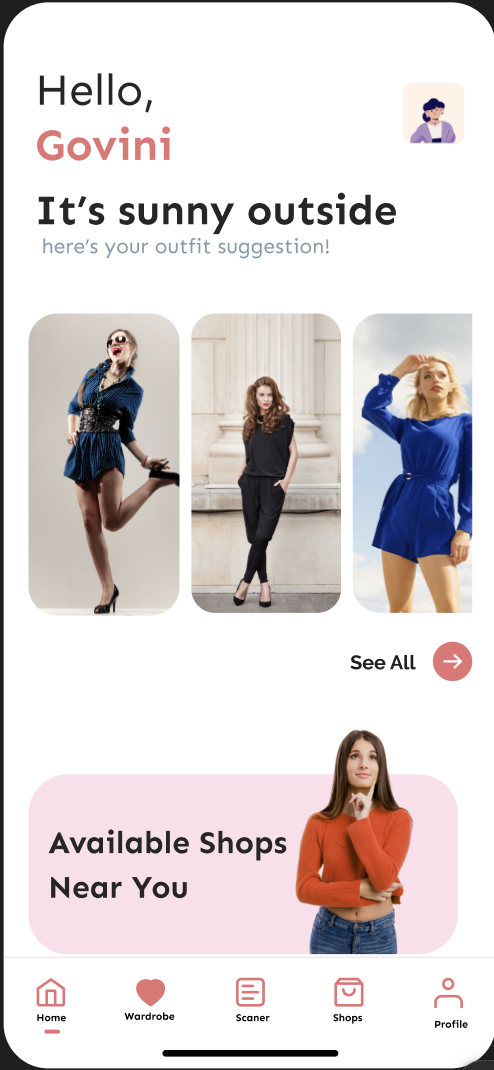 Hello,
Govini
It's sunny outside
here's your outfit suggestion!
See All
Available Shops
Near You
Home
Wardrobe
Scaner
Shops
Profile